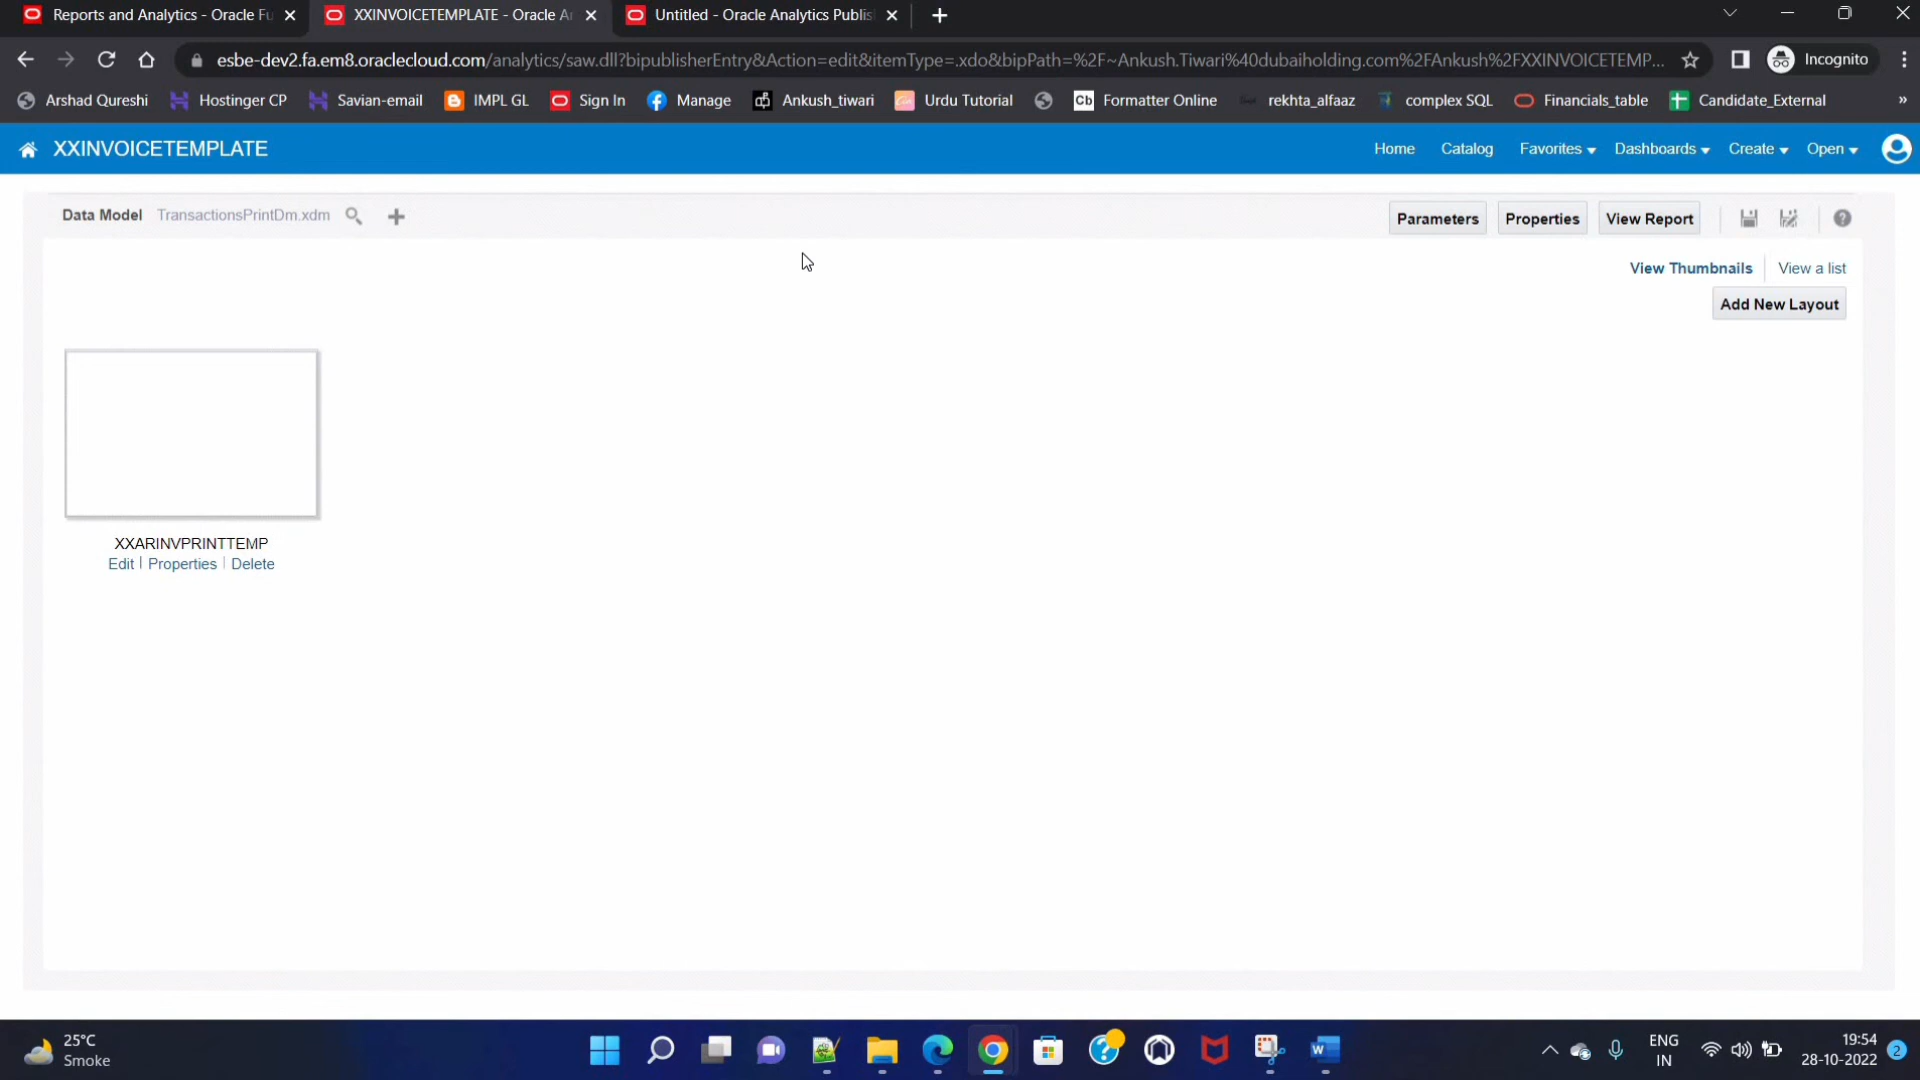 Reports and Analytics - Oracle Fu
XXINVOICETEMPLATE - Oracle A
Untitled - Oracle Analytics Publis
esbe-dev2.fa.em8.oraclecloud.com/analytics/saw.dll?bipublisherEntry&Action=edit&itemType=.xdo&bipPath=%2F~Ankush.Tiwari%40dubaiholding.com%2FAnkush%2FXXINVOICETEMP...
Incognito
Arshad Qureshi
Hostinger CP
Savian-email
IMPL GL
Sign In
Manage
Ankush_tiwari
Urdu Tutorial
Cb Formatter Online
rekhta_alfaaz
complex SQL
Financials_table
Candidate_External
»
XXINVOICETEMPLATE
Home
Catalog
Favorites
Dashboards
Create
Open
Data Model TransactionsPrintDm.xdm
Parameters
Properties
View Report
View Thumbnails
View a list
Add New Layout
XXARINVPRINTTEMP
Edit | Properties | Delete
25°C
Smoke
ENG
IN
19:54
28-10-2022
2